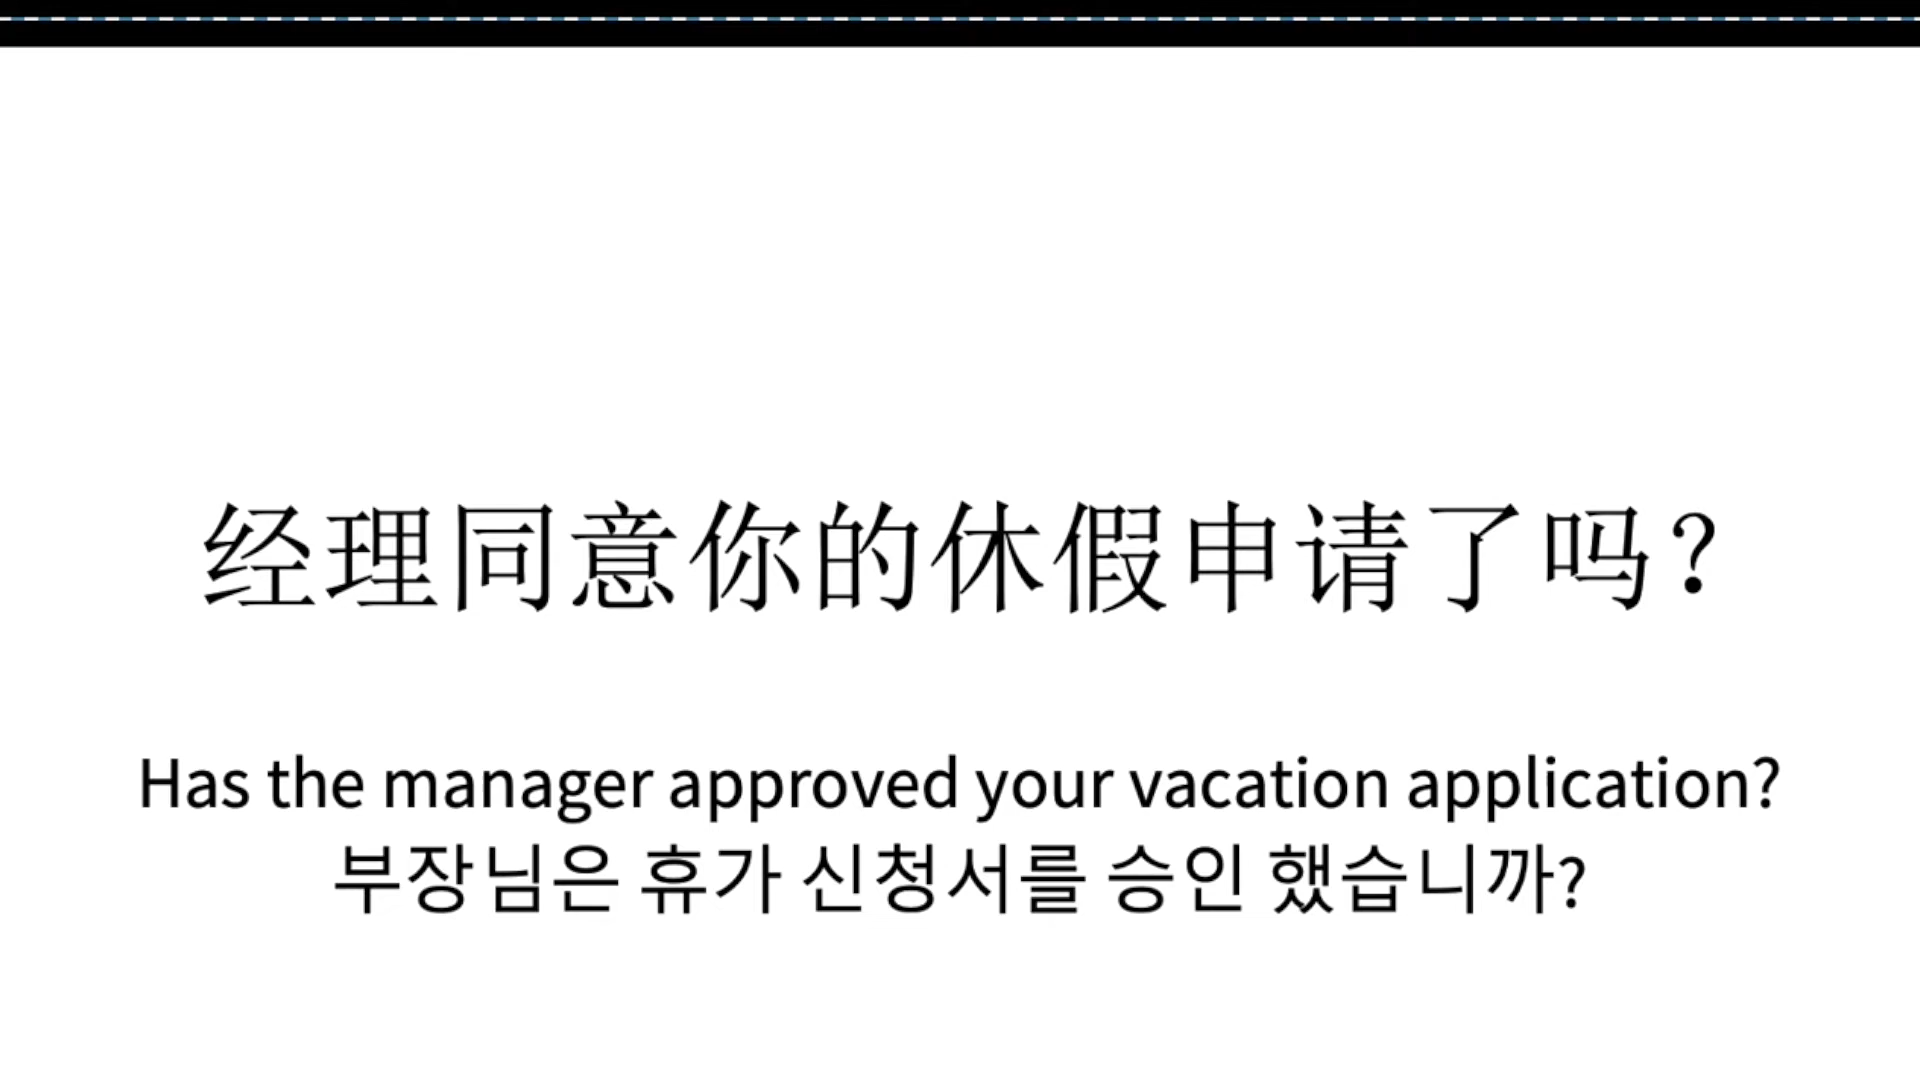 经理同意你的休假申请了吗？
Has the manager approved your vacation application?
부장님은 휴가 신청서를 승인 했습니까?